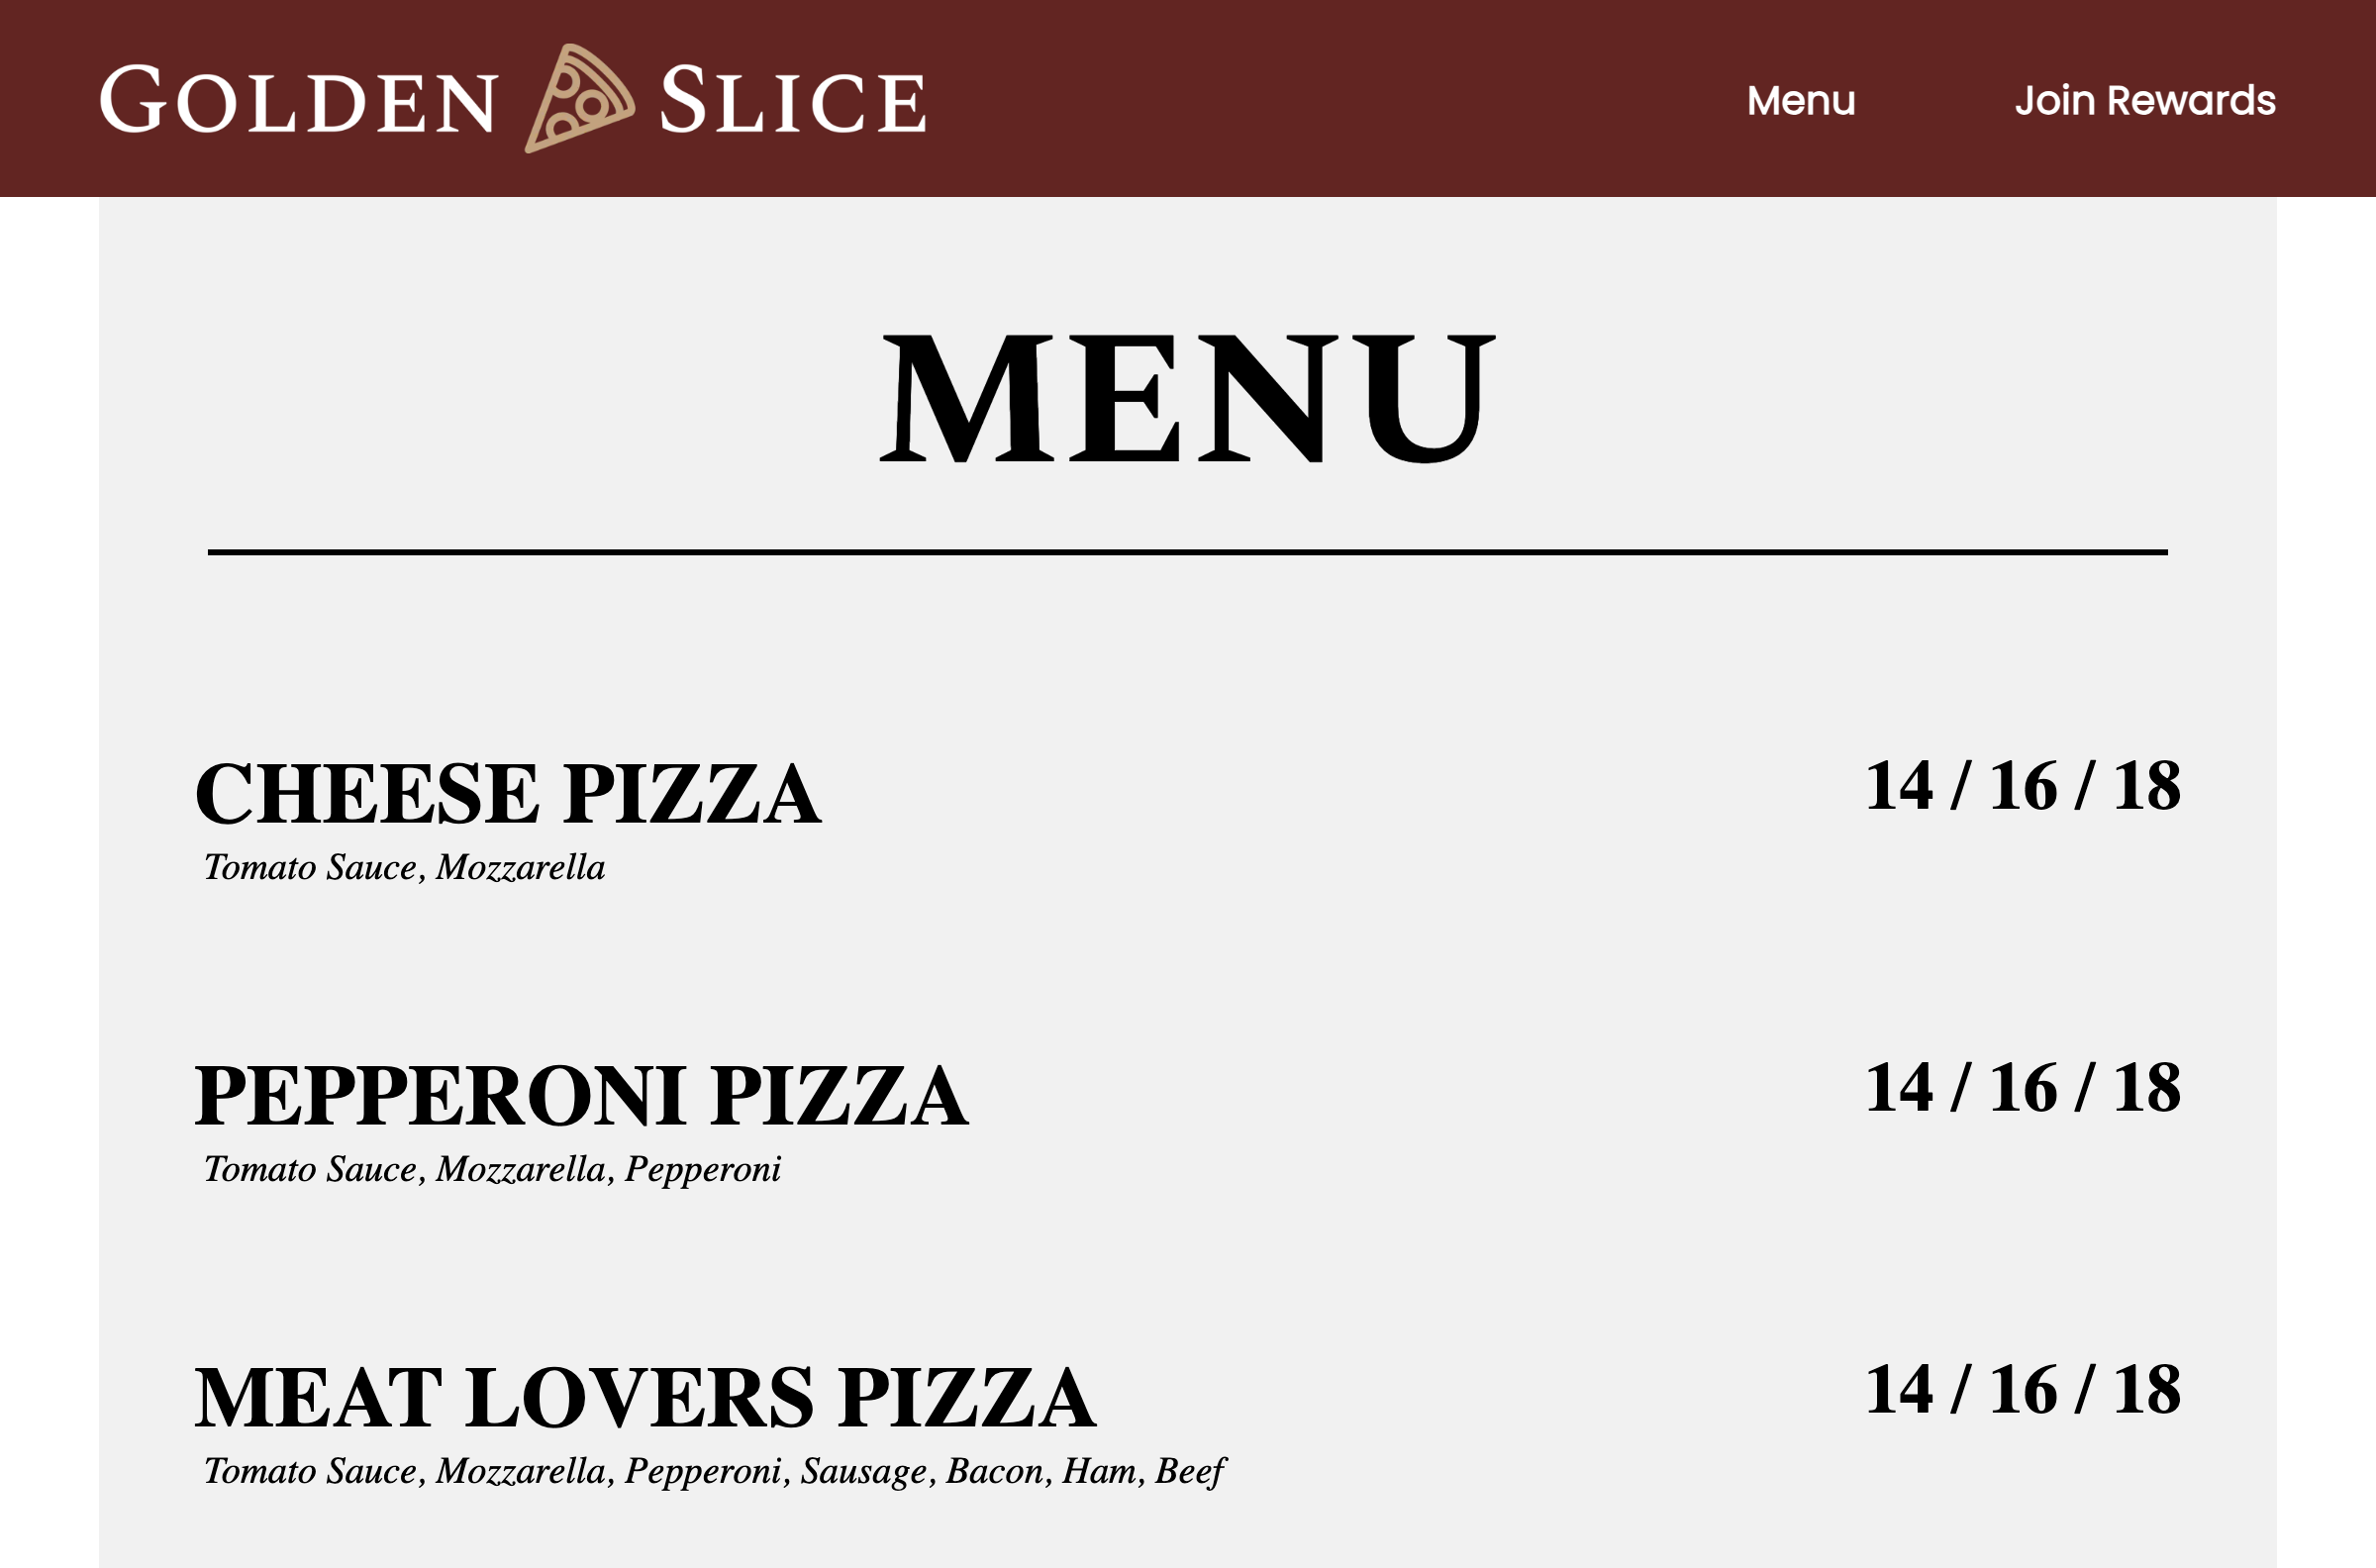 GOLDEN SLICE
Menu
Join Rewards
MENU
CHEESE PIZZA 14 / 16 / 18
Tomato Sauce, Mozzarella
PEPPERONI PIZZA 14 / 16 / 18
Tomato Sauce, Mozzarella, Pepperoni
MEAT LOVERS PIZZA 14 / 16 / 18
Tomato Sauce, Mozzarella, Pepperoni, Sausage, Bacon, Ham, Beef